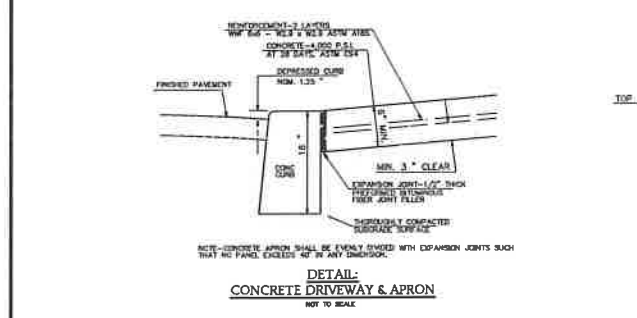 REINFORCEMENT-2 LAYERS
WWF 6x6 - W2.9 x W2.9 ASTM A185
CONCRETE-4,000 P.S.I.
AT 28 DAYS, ASTM C94
DEPRESSED CURB
NOM. 1.25 "
FINISHED PAVEMENT
TOP
6" MIN.
18 "
MIN. 3 " CLEAR
CONC
CURB
EXPANSION JOINT-1/2" THICK
PREFORMED BITUMINOUS
FIBER JOINT FILLER
THOROUGHLY COMPACTED
SUBGRADE SURFACE
NOTE-CONCRETE APRON SHALL BE EVENLY DIVIDED WITH EXPANSION JOINTS SUCH
THAT NO PANEL EXCEEDS 40' IN ANY DIMENSION.
DETAIL:
CONCRETE DRIVEWAY & APRON
NOT TO SCALE